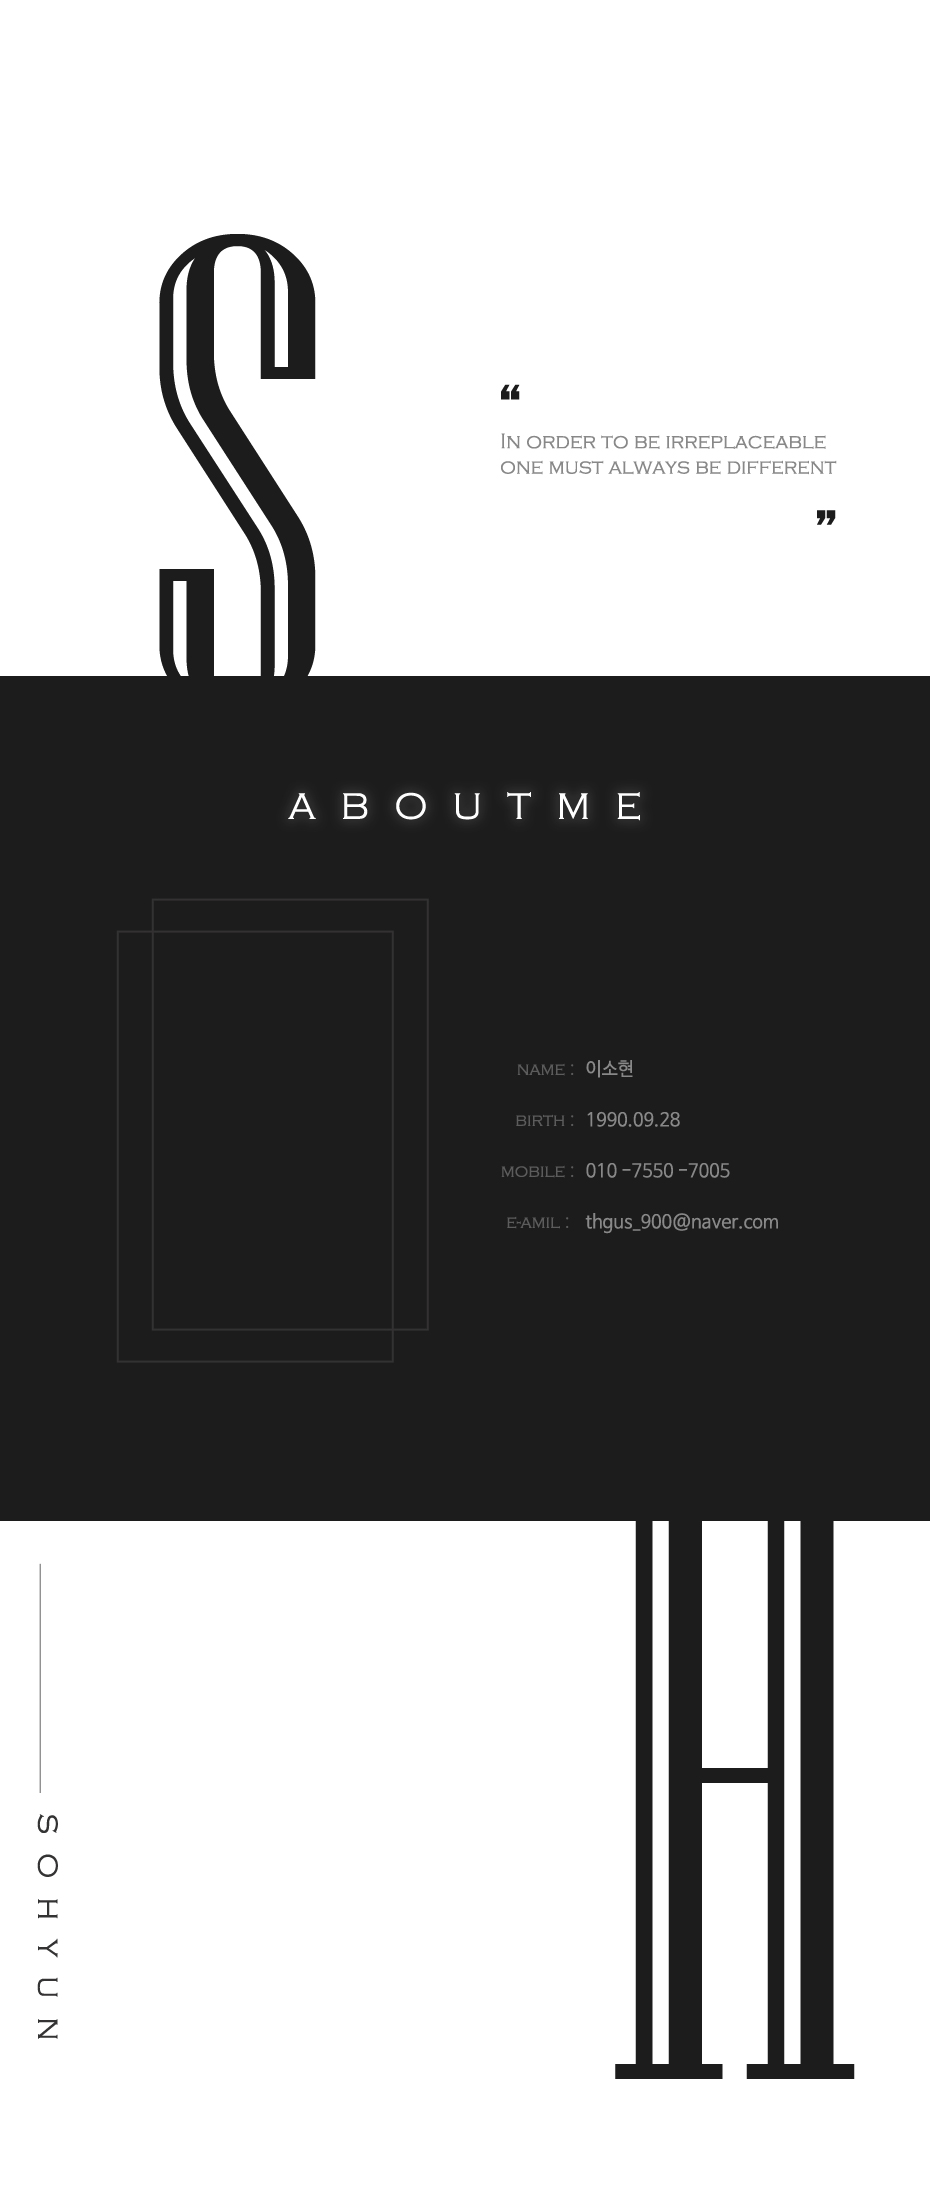 S
❝
IN ORDER TO BE IRREPLACEABLE
ONE MUST ALWAYS BE DIFFERENT
❞
ABOUTME
NAME : 이소현
BIRTH : 1990.09.28
MOBILE : 010 -7550 -7005
E-AMIL : thgus_900@naver.com
H
SOHYUN